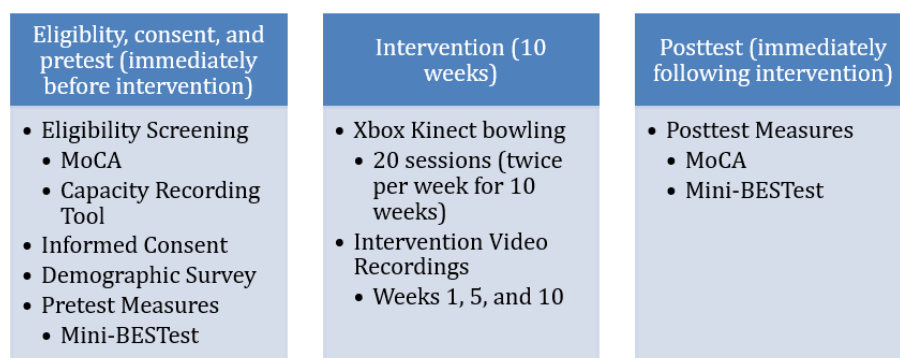 Eligiblity, consent, and
pretest (immediately
before intervention)
• Eligibility Screening
• MoCA
• Capacity Recording
Tool
• Informed Consent
• Demographic Survey
• Pretest Measures
• Mini-BESTest
Intervention (10
weeks)
• Xbox Kinect bowling
• 20 sessions (twice
per week for 10
weeks)
• Intervention Video
Recordings
• Weeks 1, 5, and 10
Posttest (immediately
following intervention)
• Posttest Measures
• MoCA
• Mini-BESTest